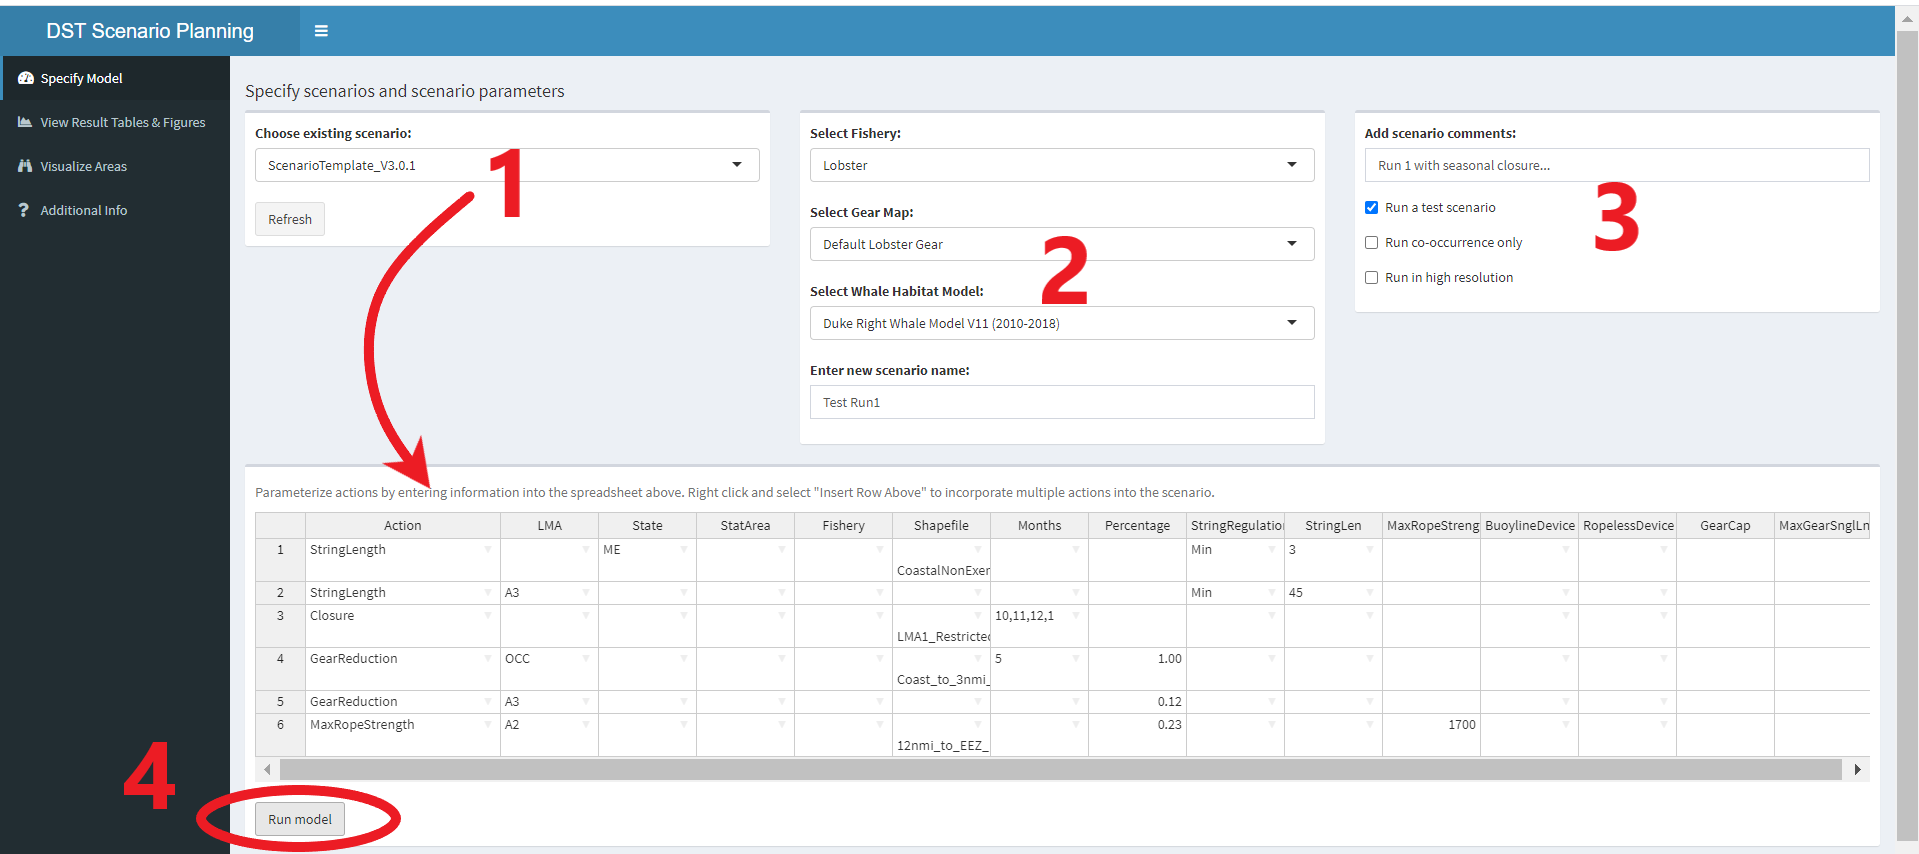 DST Scenario Planning
Specify Model
View Result Tables & Figures
Visualize Areas
Additional Info
Specify scenarios and scenario parameters
Choose existing scenario:
ScenarioTemplate_V3.0.1
1
Refresh
Select Fishery:
Lobster
Select Gear Map:
Default Lobster Gear
2
Select Whale Habitat Model:
Duke Right Whale Model V11 (2010-2018)
Enter new scenario name:
Test Run1
Add scenario comments:
Run 1 with seasonal closure...
Run a test scenario
3
Run co-occurrence only
Run in high resolution
Parameterize actions by entering information into the spreadsheet above. Right click and select "Insert Row Above" to incorporate multiple actions into the scenario.
Action LMA State StatArea Fishery Shapefile Months Percentage StringRegulatio StringLen MaxRopeStreng BuoylineDevice RopelessDevice GearCap MaxGearSnglLn
1 StringLength ME CoastalNonExer Min 3
2 StringLength A3 Min 45
3 Closure LMA1_Restricted 10,11,12,1
4 GearReduction OCC Coast_to_3nmi_ 5 1.00
5 GearReduction A3 0.12
6 MaxRopeStrength A2 12nmi_to_EEZ_ 0.23 1700
4
Run model